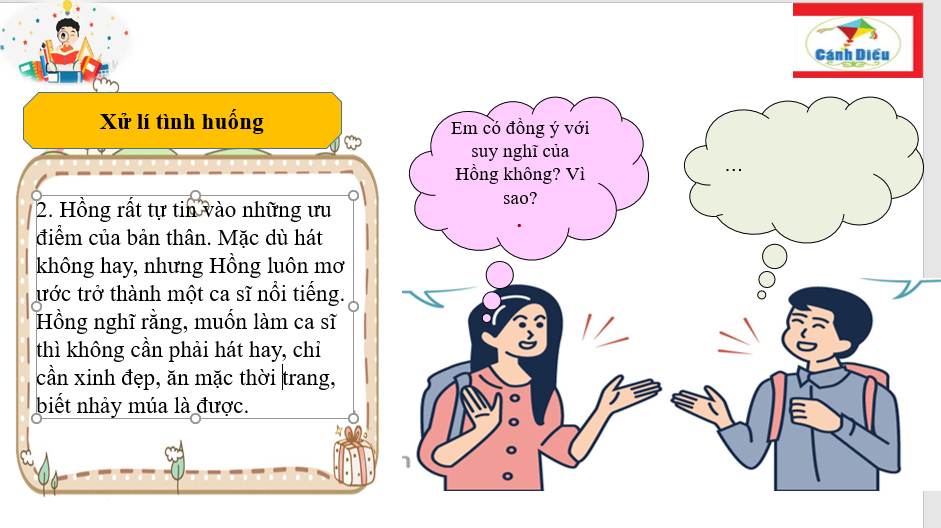 Cánh Diều
Xử lí tình huống
2. Hồng rất tự tin vào những ưu
điểm của bản thân. Mặc dù hát
không hay, nhưng Hồng luôn mơ
ước trở thành một ca sĩ nổi tiếng.
Hồng nghĩ rằng, muốn làm ca sĩ
thì không cần phải hát hay, chỉ
cần xinh đẹp, ăn mặc thời trang,
biết nhảy múa là được.
Em có đồng ý với
suy nghĩ của
Hồng không? Vì
sao?
.
…